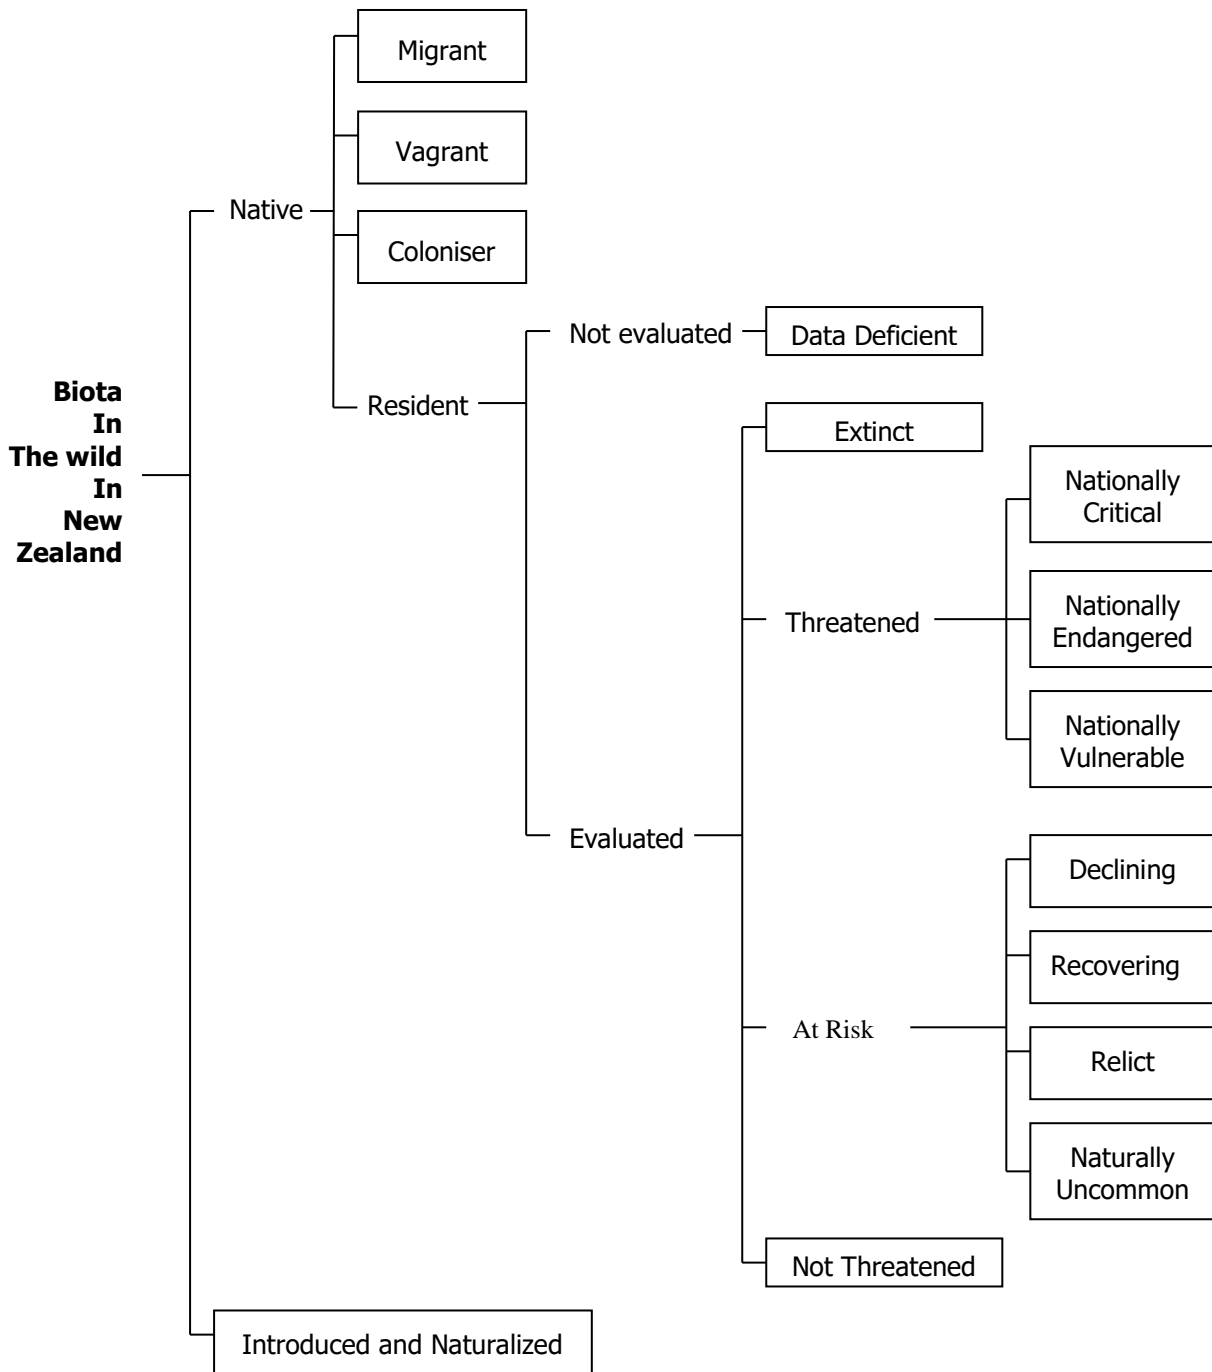 Migrant
Vagrant
Native
Coloniser
Not evaluated
Data Deficient
Biota
In
The wild
In
New
Zealand
Resident
Extinct
Nationally
Critical
Threatened
Nationally
Endangered
Nationally
Vulnerable
Evaluated
Declining
Recovering
At Risk
Relict
Naturally
Uncommon
Not Threatened
Introduced and Naturalized